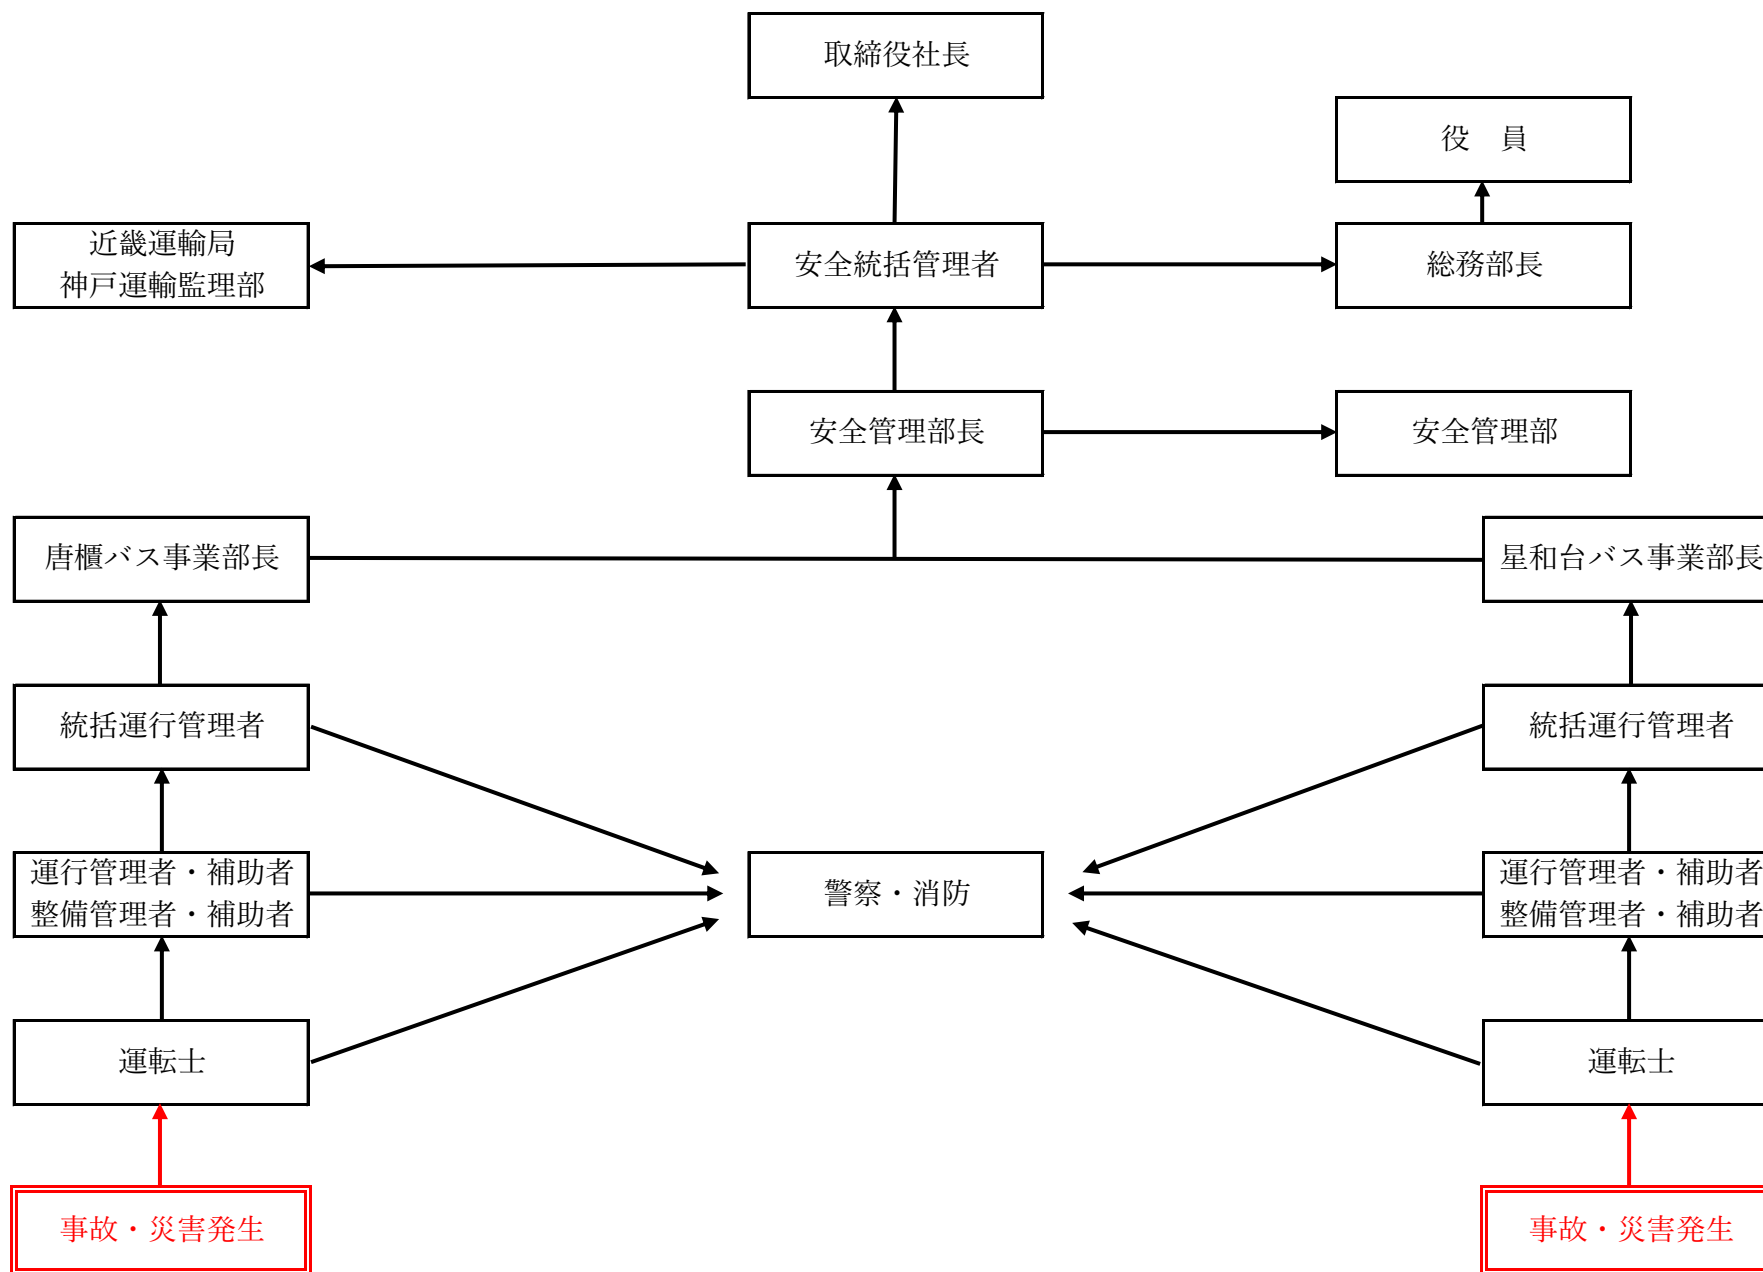 取締役社長
役　員
近畿運輸局
神戸運輸監理部
安全統括管理者
総務部長
安全管理部長
安全管理部
唐櫃バス事業部長
星和台バス事業部長
統括運行管理者
統括運行管理者
運行管理者・補助者
整備管理者・補助者
警察・消防
運行管理者・補助者
整備管理者・補助者
運転士
運転士
事故・災害発生
事故・災害発生